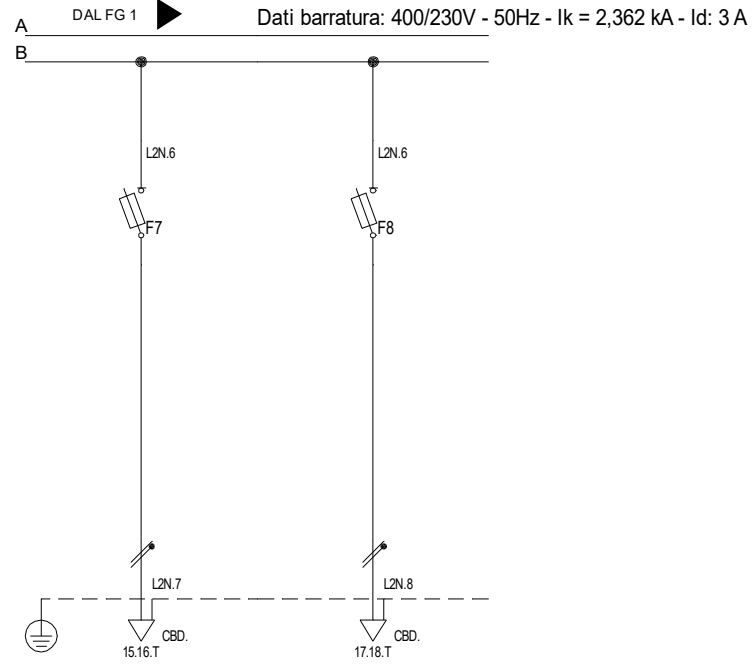 DAL FG 1
Dati barratura: 400/230V - 50Hz - Ik = 2,362 kA - Id: 3 A
A
B
L2N.6
L2N.6
F7
F8
L2N.7
L2N.8
CBD.
CBD.
15.16.T
17.18.T